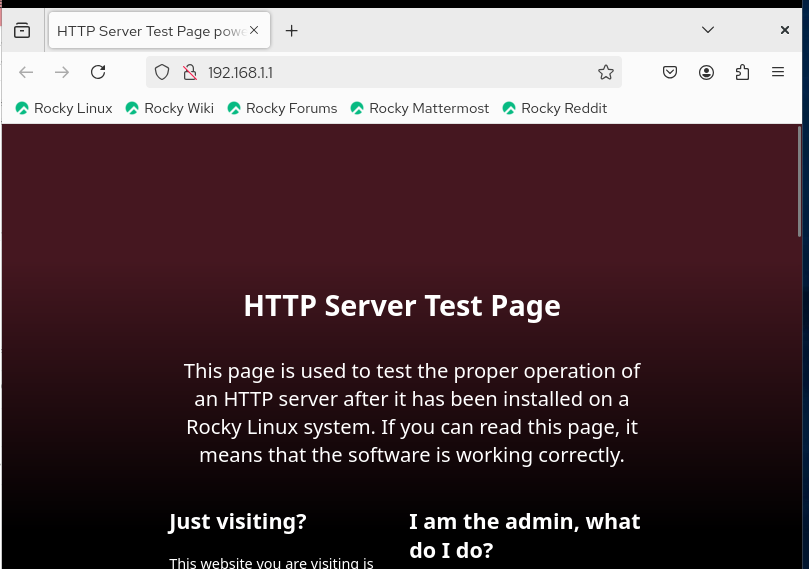 HTTP Server Test Page powe
192.168.1.1
Rocky Linux Rocky Wiki Rocky Forums Rocky Mattermost Rocky Reddit
HTTP Server Test Page
This page is used to test the proper operation of
an HTTP server after it has been installed on a
Rocky Linux system. If you can read this page, it
means that the software is working correctly.
Just visiting?
This website you are visiting is
I am the admin, what
do I do?